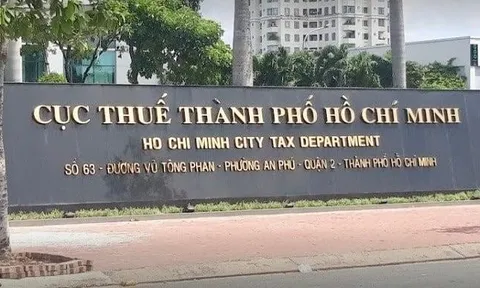 CỤC THUẾ THÀNH PHỐ HỒ CHÍ MINH
HO CHI MINH CITY TAX DEPARTMENT
SỐ 63 - ĐƯỜNG VŨ TÔNG PHAN - PHƯỜNG AN PHÚ - QUẬN 2 - THÀNH PHỐ HỒ CHÍ MINH